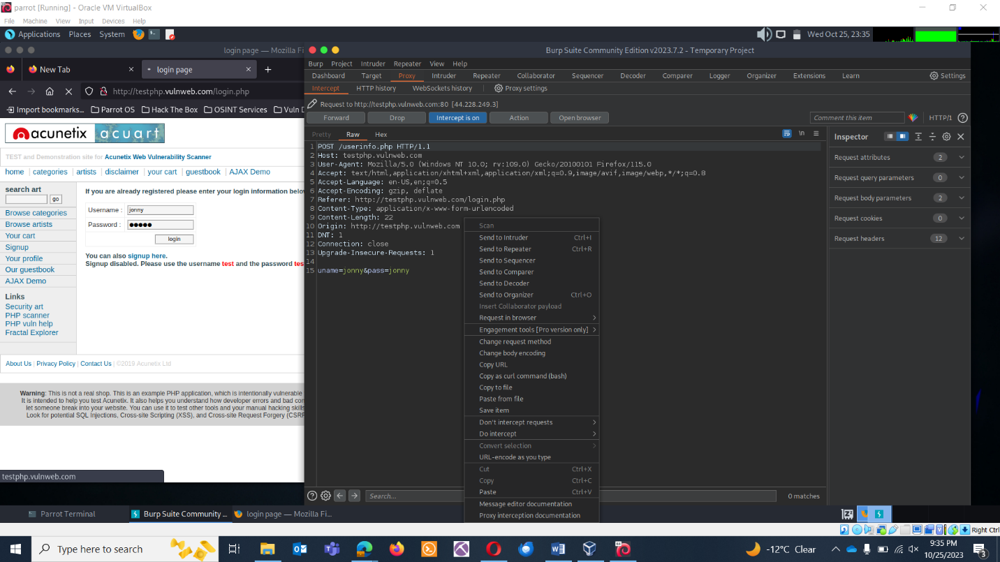 parrot [Running] - Oracle VM VirtualBox
File Machine View Input Devices Help
Applications Places System
Wed Oct 25, 23:35
login page — Mozilla Fi
New Tab
login page
http://testphp.vulnweb.com/login.php
Import bookmarks... Parrot OS Hack The Box OSINT Services Vuln D
acunetix acuart
TEST and Demonstration site for Acunetix Web Vulnerability Scanner
home | categories | artists | disclaimer | your cart | guestbook | AJAX Demo
search art
go
Browse categories
Browse artists
Your cart
Signup
Your profile
Our guestbook
AJAX Demo
Links
Security art
PHP scanner
PHP vuln help
Fractal Explorer
If you are already registered please enter your login information belov
Username : jonny
Password : ●●●●●
login
You can also signup here.
Signup disabled. Please use the username test and the password tes
About Us | Privacy Policy | Contact Us | ©2019 Acunetix Ltd
Warning: This is not a real shop. This is an example PHP application, which is intentionally vulnerable
It is intended to help you test Acunetix. It also helps you understand how developer errors and bad con
let someone break into your website. You can use it to test other tools and your manual hacking skills
Look for potential SQL Injections, Cross-site Scripting (XSS), and Cross-site Request Forgery (CSRF
testphp.vulnweb.com
Burp Suite Community Edition v2023.7.2 - Temporary Project
Burp Project Intruder Repeater View Help
Dashboard Target Proxy Intruder Repeater Collaborator Sequencer Decoder Comparer Logger Organizer Extensions Learn Settings
Intercept HTTP history WebSockets history Proxy settings
Request to http://testphp.vulnweb.com:80 [44.228.249.3]
Forward Drop Intercept is on Action Open browser Comment this item HTTP/1
Pretty Raw Hex \n
1 POST /userinfo.php HTTP/1.1
2 Host: testphp.vulnweb.com
3 User-Agent: Mozilla/5.0 (Windows NT 10.0; rv:109.0) Gecko/20100101 Firefox/115.0
4 Accept: text/html,application/xhtml+xml,application/xml;q=0.9,image/avif,image/webp,*/*;q=0.8
5 Accept-Language: en-US,en;q=0.5
6 Accept-Encoding: gzip, deflate
7 Referer: http://testphp.vulnweb.com/login.php
8 Content-Type: application/x-www-form-urlencoded
9 Content-Length: 22
10 Origin: http://testphp.vulnweb.com
11 DNT: 1
12 Connection: close
13 Upgrade-Insecure-Requests: 1
14
15 uname=jonny&pass=jonny
Scan
Send to Intruder Ctrl+I
Send to Repeater Ctrl+R
Send to Sequencer
Send to Comparer
Send to Decoder
Send to Organizer Ctrl+O
Insert Collaborator payload
Request in browser
Engagement tools [Pro version only]
Change request method
Change body encoding
Copy URL
Copy as curl command (bash)
Copy to file
Paste from file
Save item
Don't intercept requests
Do intercept
Convert selection
URL-encode as you type
Cut Ctrl+X
Copy Ctrl+C
Paste Ctrl+V
Message editor documentation
Proxy interception documentation
Inspector
Request attributes 2
Request query parameters 0
Request body parameters 2
Request cookies 0
Request headers 12
Search...
0 matches
Parrot Terminal
Burp Suite Community ...
login page — Mozilla Fi...
Right Ctrl
Type here to search
-12°C Clear
9:35 PM
10/25/2023
3